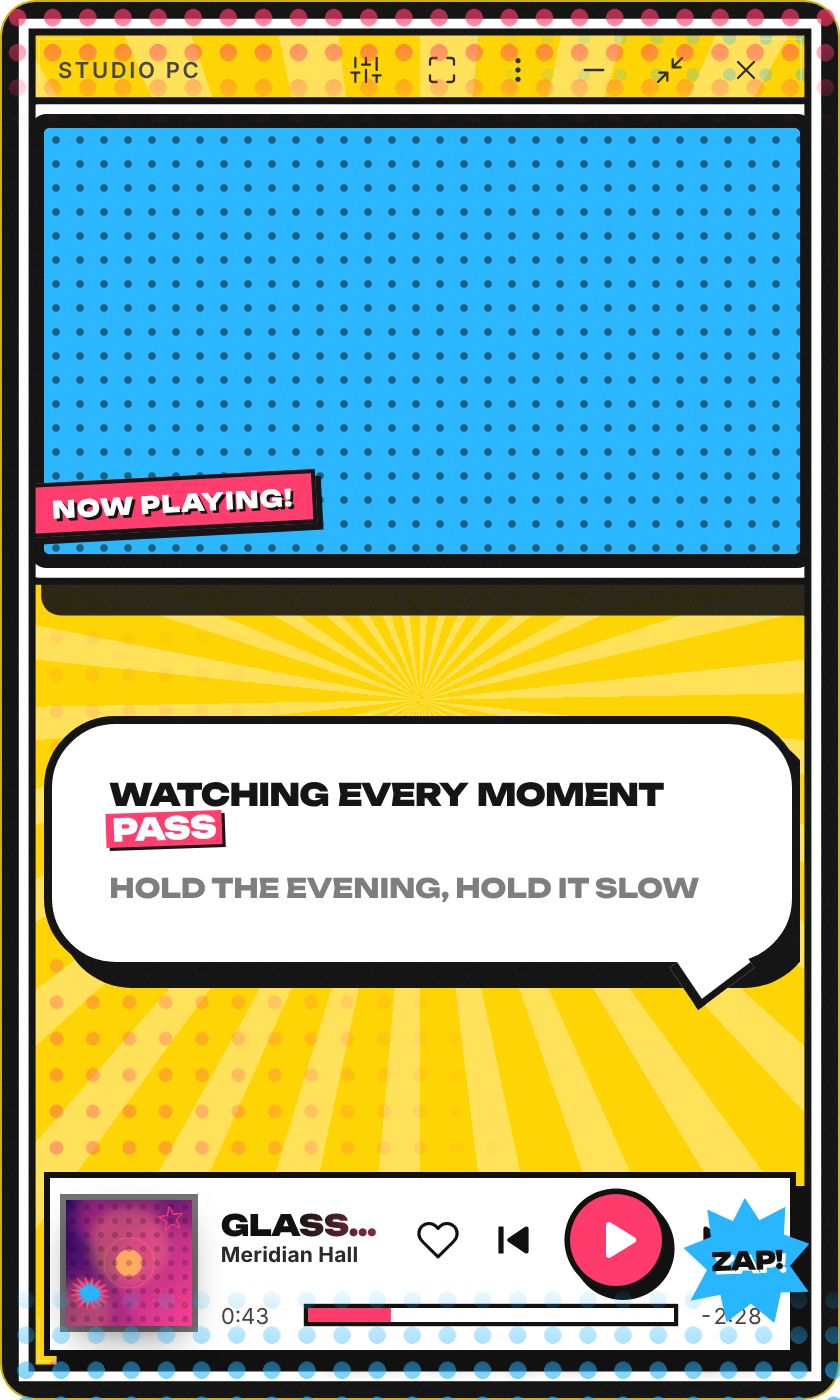 STUDIO PC
NOW PLAYING!
WATCHING EVERY MOMENT
PASS
HOLD THE EVENING, HOLD IT SLOW
GLASS...
Meridian Hall
ZAP!
0:43
-2:28